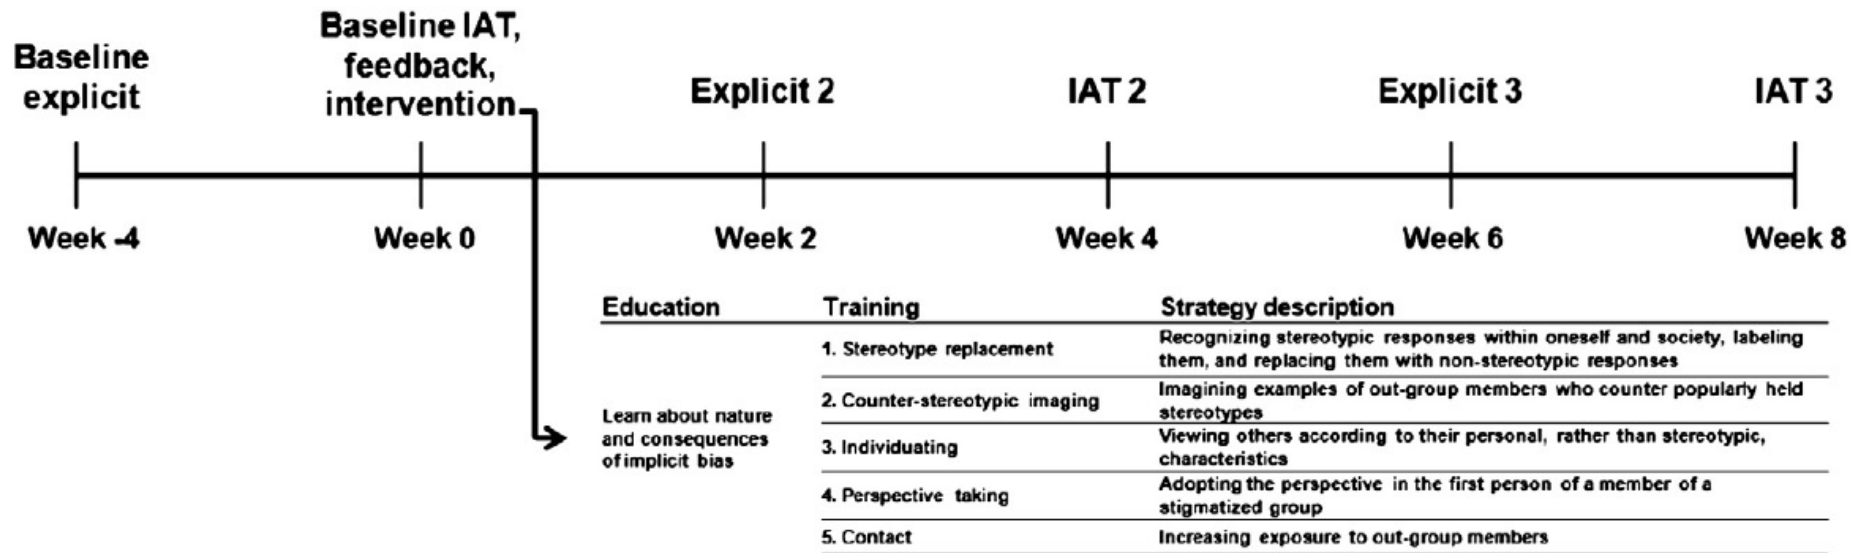 Baseline
explicit
Baseline IAT,
feedback,
intervention
Explicit 2
IAT 2
Explicit 3
IAT 3
Week -4
Week 0
Week 2
Week 4
Week 6
Week 8
Education
Training
Strategy description
1. Stereotype replacement
Recognizing stereotypic responses within oneself and society, labeling
them, and replacing them with non-stereotypic responses
2. Counter-stereotypic imaging
Imagining examples of out-group members who counter popularly held
stereotypes
Learn about nature
and consequences
of implicit bias
3. Individuating
Viewing others according to their personal, rather than stereotypic,
characteristics
4. Perspective taking
Adopting the perspective in the first person of a member of a
stigmatized group
5. Contact
Increasing exposure to out-group members